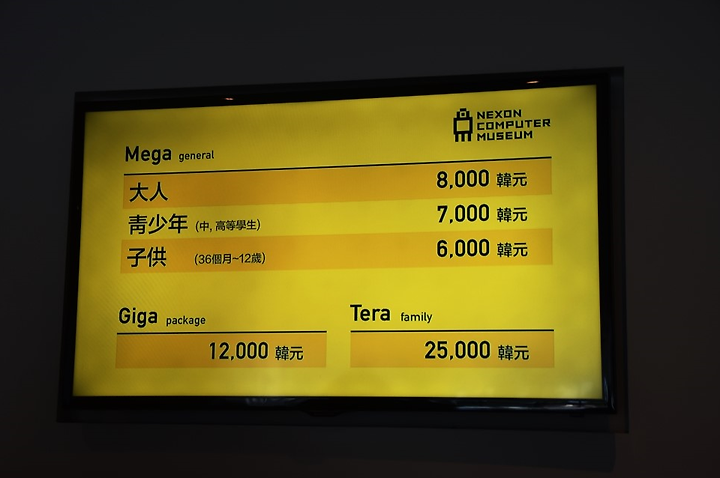 NEXON
COMPUTER
MUSEUM
Mega general
大人 8,000 韓元
靑少年 (中, 高等學生) 7,000 韓元
子供 (36個月~12歲) 6,000 韓元
Giga package
12,000 韓元
Tera family
25,000 韓元